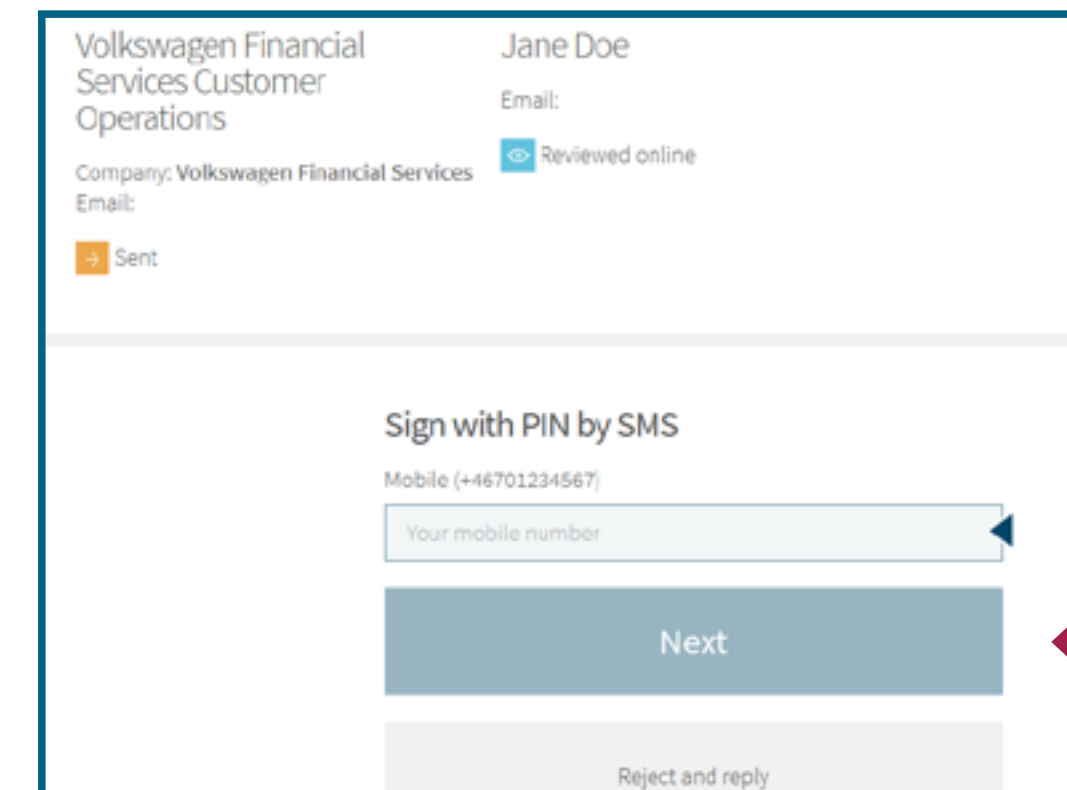 Volkswagen Financial
Services Customer
Operations
Company: Volkswagen Financial Services
Email:
Sent
Jane Doe
Email:
Reviewed online
Sign with PIN by SMS
Mobile (+46701234567)
Your mobile number
Next
Reject and reply